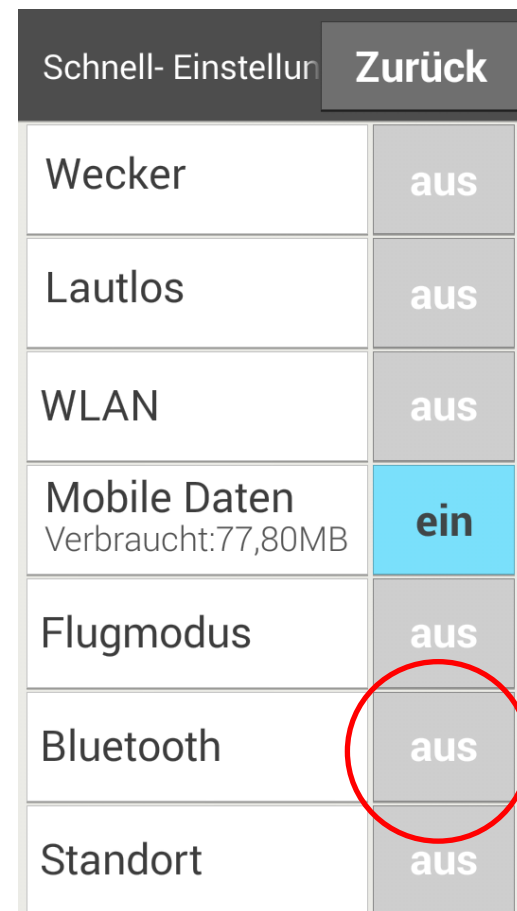 Schnell- Einstellun Zurück
Wecker aus
Lautlos aus
WLAN aus
Mobile Daten ein
Verbraucht:77,80MB
Flugmodus aus
Bluetooth aus
Standort aus